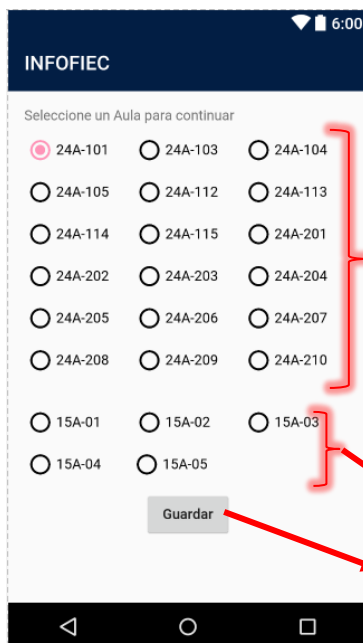 6:00
INFOFIEC
Seleccione un Aula para continuar
24A-101 24A-103 24A-104
24A-105 24A-112 24A-113
24A-114 24A-115 24A-201
24A-202 24A-203 24A-204
24A-205 24A-206 24A-207
24A-208 24A-209 24A-210
15A-01 15A-02 15A-03
15A-04 15A-05
Guardar